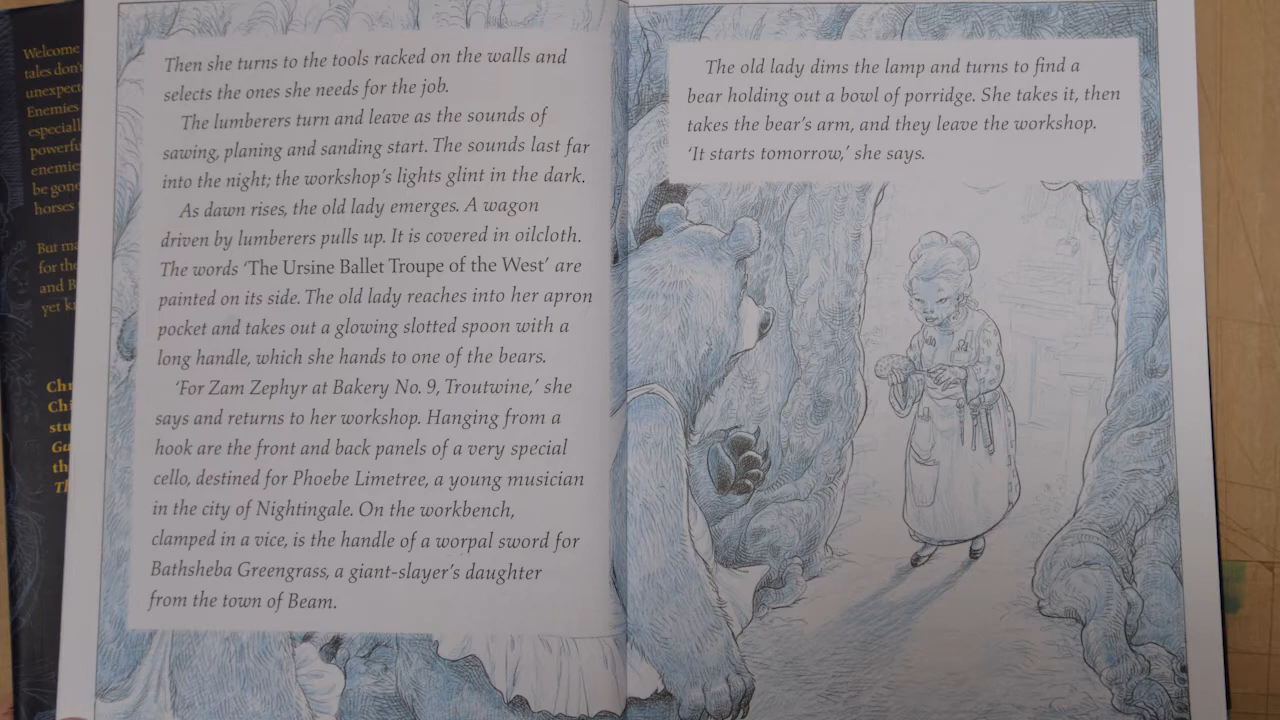 Welcome
tales don't
unexpect
Enemies
especiall
powerfu
enemies
be gone
horses
But ma
for the
and B
yet k
Chr
Chi
stu
Ga
th
Th
Then she turns to the tools racked on the walls and
selects the ones she needs for the job.
The lumberers turn and leave as the sounds of
sawing, planing and sanding start. The sounds last far
into the night; the workshop's lights glint in the dark.
As dawn rises, the old lady emerges. A wagon
driven by lumberers pulls up. It is covered in oilcloth.
The words 'The Ursine Ballet Troupe of the West' are
painted on its side. The old lady reaches into her apron
pocket and takes out a glowing slotted spoon with a
long handle, which she hands to one of the bears.
'For Zam Zephyr at Bakery No. 9, Troutwine,' she
says and returns to her workshop. Hanging from a
hook are the front and back panels of a very special
cello, destined for Phoebe Limetree, a young musician
in the city of Nightingale. On the workbench,
clamped in a vice, is the handle of a worpal sword for
Bathsheba Greengrass, a giant-slayer's daughter
from the town of Beam.
The old lady dims the lamp and turns to find a
bear holding out a bowl of porridge. She takes it, then
takes the bear's arm, and they leave the workshop.
'It starts tomorrow,' she says.